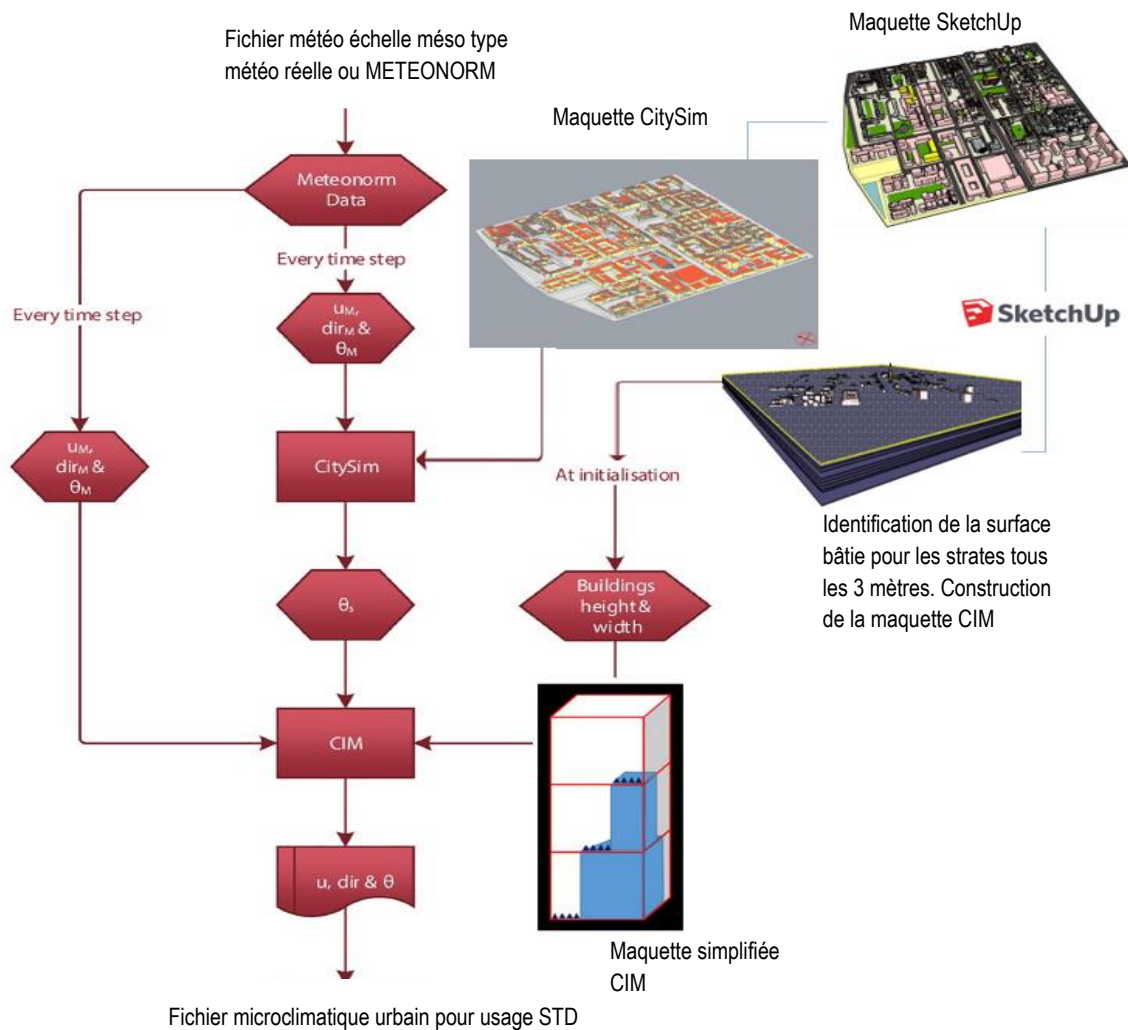 Fichier météo échelle méso type
météo réelle ou METEONORM
Maquette SketchUp
Maquette CitySim
Meteonorm
Data
Every time step
Every time step
uM,
dirM &
θM
SketchUp
uM,
dirM &
θM
CitySim
At initialisation
Identification de la surface
bâtie pour les strates tous
les 3 mètres. Construction
de la maquette CIM
θs
Buildings
height &
width
CIM
u, dir & θ
Maquette simplifiée
CIM
Fichier microclimatique urbain pour usage STD